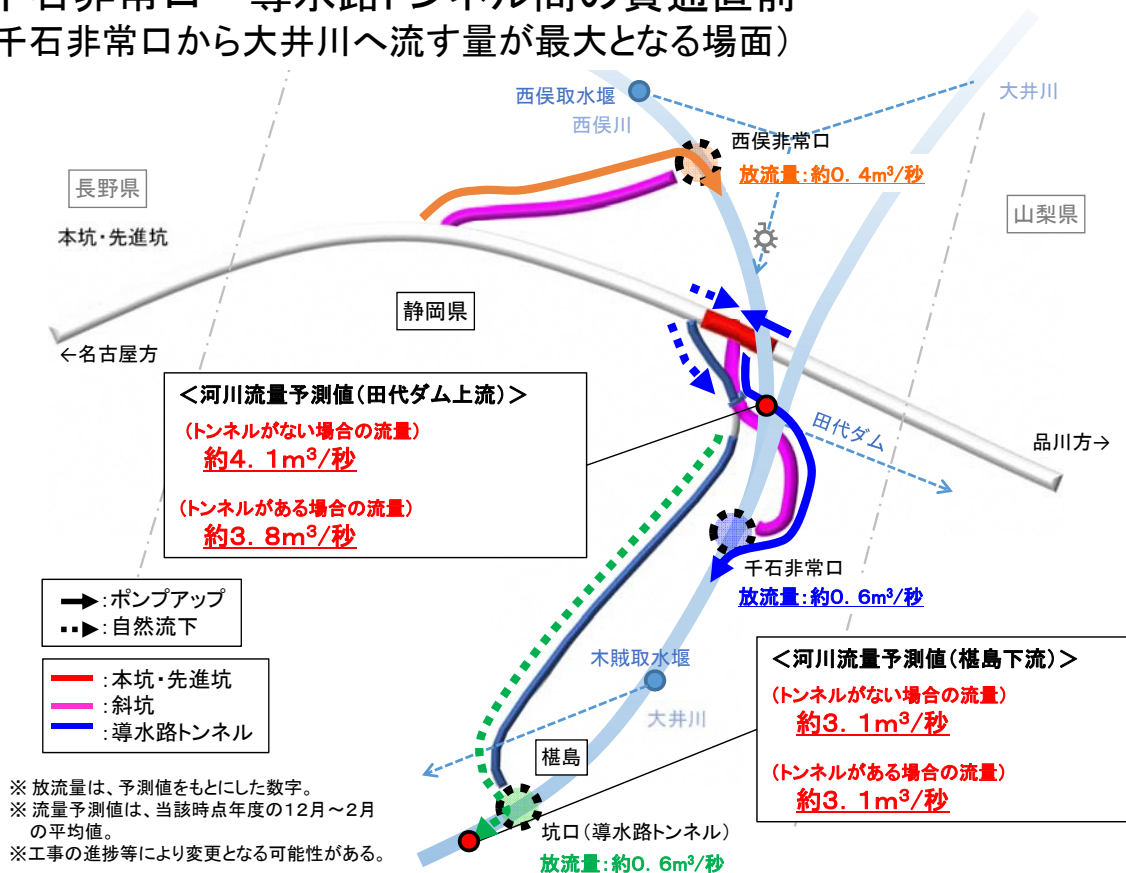 千石非常口から大井川へ流す量が最大となる場面）
西俣取水堰
西俣川
大井川
西俣非常口
放流量：約0．4m³/秒
長野県
山梨県
本坑・先進坑
静岡県
←名古屋方
＜河川流量予測値（田代ダム上流）＞
（トンネルがない場合の流量）
約4．1m³/秒
（トンネルがある場合の流量）
約3．8m³/秒
田代ダム
品川方→
千石非常口
放流量：約0．6m³/秒
：ポンプアップ
：自然流下
：本坑・先進坑
：斜坑
：導水路トンネル
木賊取水堰
大井川
＜河川流量予測値（椹島下流）＞
（トンネルがない場合の流量）
約3．1m³/秒
（トンネルがある場合の流量）
約3．1m³/秒
椹島
坑口（導水路トンネル）
放流量：約0．6m³/秒
※ 放流量は、予測値をもとにした数字。
※ 流量予測値は、当該時点年度の12月～2月
の平均値。
※工事の進捗等により変更となる可能性がある。